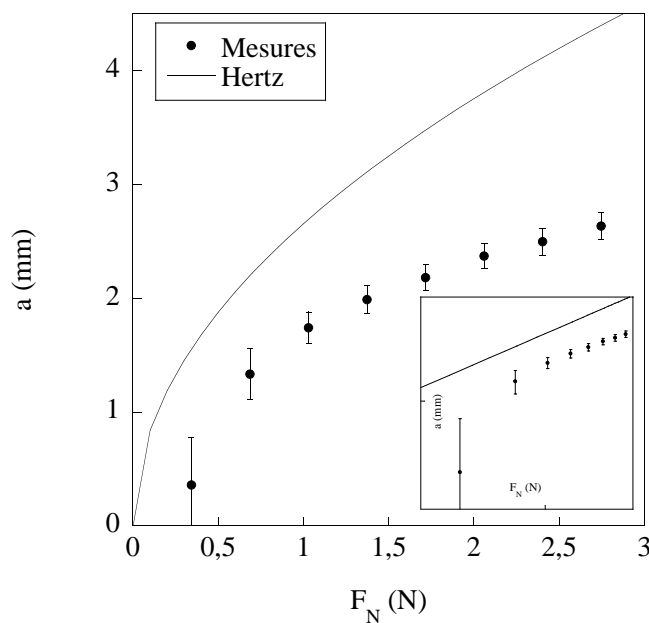 Mesures
Hertz
4
3
2
1
0
a (mm)
a (mm)
F_N (N)
0 0,5 1 1,5 2 2,5 3
F_N (N)